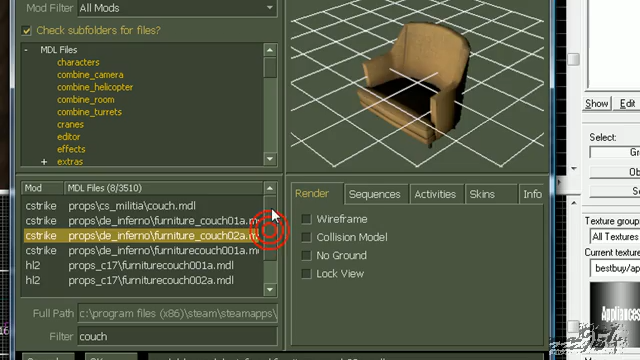 Mod Filter All Mods
Check subfolders for files?
- MDL Files
characters
combine_camera
combine_helicopter
combine_room
combine_turrets
cranes
editor
effects
+ extras
Mod MDL Files (8/3510)
cstrike props\cs_militia\couch.mdl
cstrike props\de_inferno\furniture_couch01a.m
cstrike props\de_inferno\furniture_couch02a.m
cstrike props\de_inferno\furniturecouch001a.mdl
hl2 props_c17\furniturecouch001a.mdl
hl2 props_c17\furniturecouch002a.mdl
Full Path c:\program files (x86)\steam\steamapps\
Filter couch
Render Sequences Activities Skins Info
Wireframe
Collision Model
No Ground
Lock View
Show Edit
Select:
Texture groups
All Textures
Current texture:
bestbuy/ap
Appliances